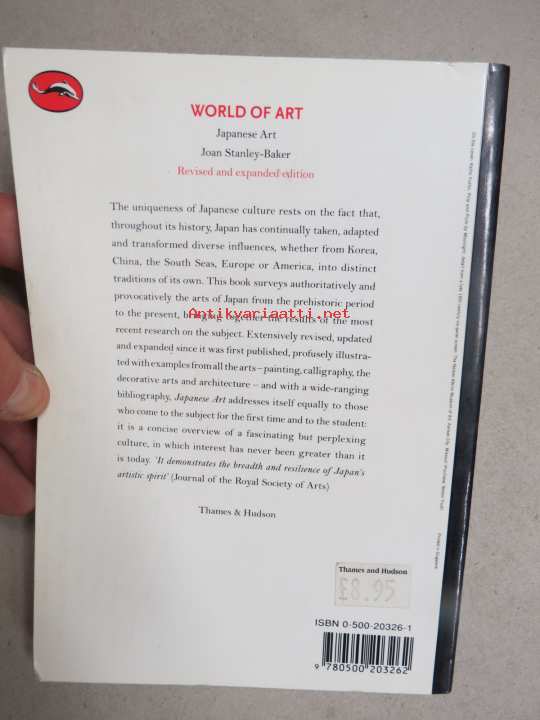 WORLD OF ART
Japanese Art
Joan Stanley-Baker
Revised and expanded edition
The uniqueness of Japanese culture rests on the fact that,
throughout its history, Japan has continually taken, adapted
and transformed diverse influences, whether from Korea,
China, the South Seas, Europe or America, into distinct
traditions of its own. This book surveys authoritatively and
provocatively the arts of Japan from the prehistoric period
to the present, bringing together the results of the most
Antikvariaatti.net
recent research on the subject. Extensively revised, updated
and expanded since it was first published, profusely illustra-
ted with examples from all the arts – painting, calligraphy, the
decorative arts and architecture – and with a wide-ranging
bibliography, Japanese Art addresses itself equally to those
who come to the subject for the first time and to the student:
it is a concise overview of a fascinating but perplexing
culture, in which interest has never been greater than it
is today. 'It demonstrates the breadth and resilience of Japan's
artistic spirit' (Journal of the Royal Society of Arts)
Thames & Hudson
Thames and Hudson
£8.95
ISBN 0-500-20326-1
9 780500 203262